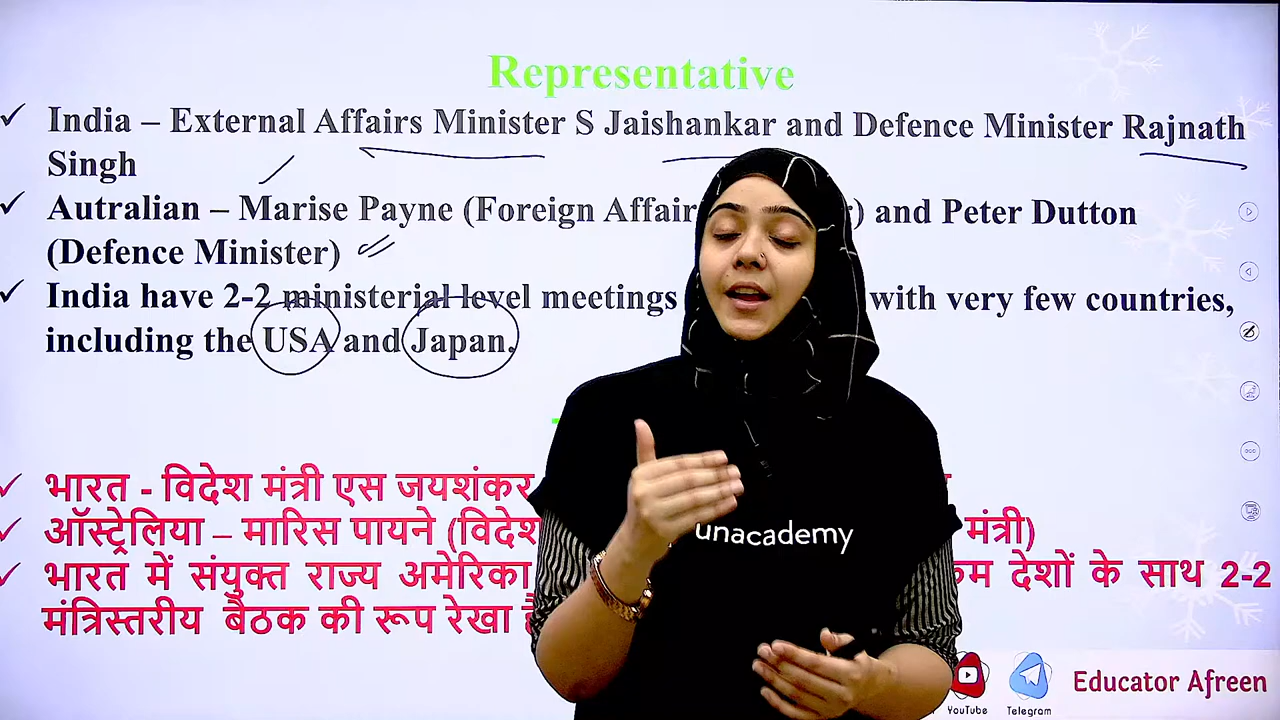 Representative
✓ India – External Affairs Minister S Jaishankar and Defence Minister Rajnath
Singh
✓ Autralian – Marise Payne (Foreign Affair r) and Peter Dutton
(Defence Minister)
✓ India have 2-2 ministerial level meetings with very few countries,
including the USA and Japan.
✓ भारत - विदेश मंत्री एस जयशंकर
✓ ऑस्ट्रेलिया – मारिस पायने (विदेश मंत्री)
✓ भारत में संयुक्त राज्य अमेरिका देशों के साथ 2-2
मंत्रिस्तरीय बैठक की रूप रेखा
unacademy
YouTube Telegram Educator Afreen